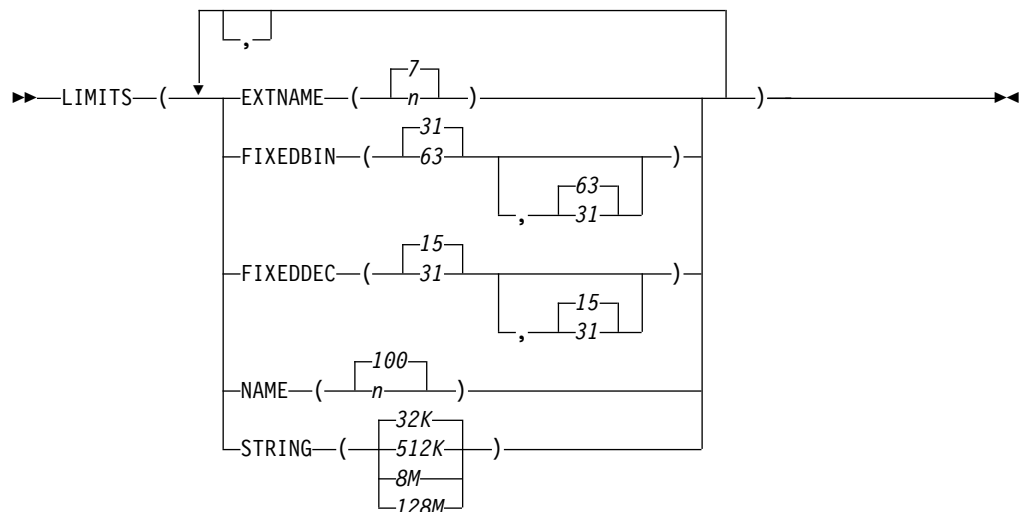 ,
7
LIMITS ( EXTNAME ( n ) )
31
FIXEDBIN ( 63 )
63
, 31
15
FIXEDDEC ( 31 )
15
, 31
100
NAME ( n )
32K
STRING ( 512K )
8M
128M